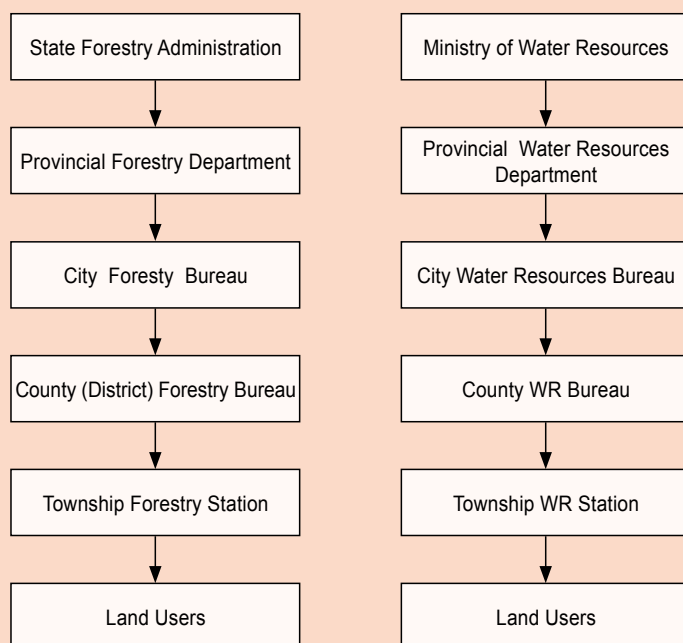 State Forestry Administration
Provincial Forestry Department
City Foresty Bureau
County (District) Forestry Bureau
Township Forestry Station
Land Users
Ministry of Water Resources
Provincial Water Resources
Department
City Water Resources Bureau
County WR Bureau
Township WR Station
Land Users